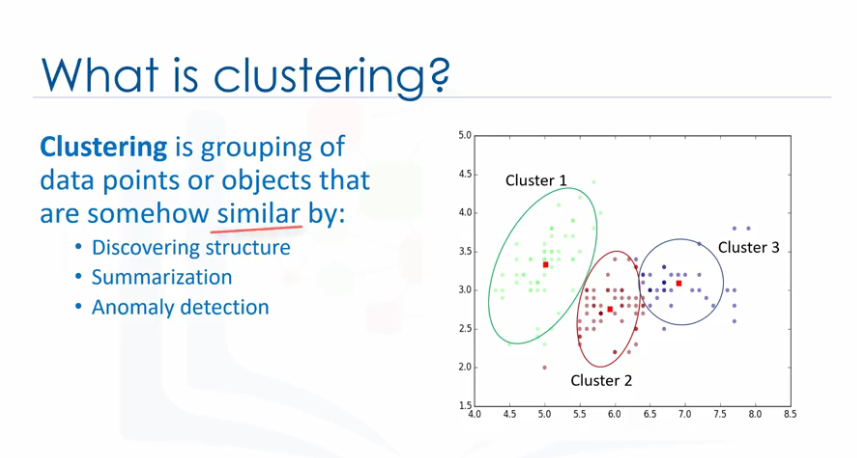 What is clustering?
Clustering is grouping of
data points or objects that
are somehow similar by:
• Discovering structure
• Summarization
• Anomaly detection
5.0
4.5
4.0
3.5
3.0
2.5
2.0
1.5
4.0 4.5 5.0 5.5 6.0 6.5 7.0 7.5 8.0 8.5
Cluster 1
Cluster 3
Cluster 2